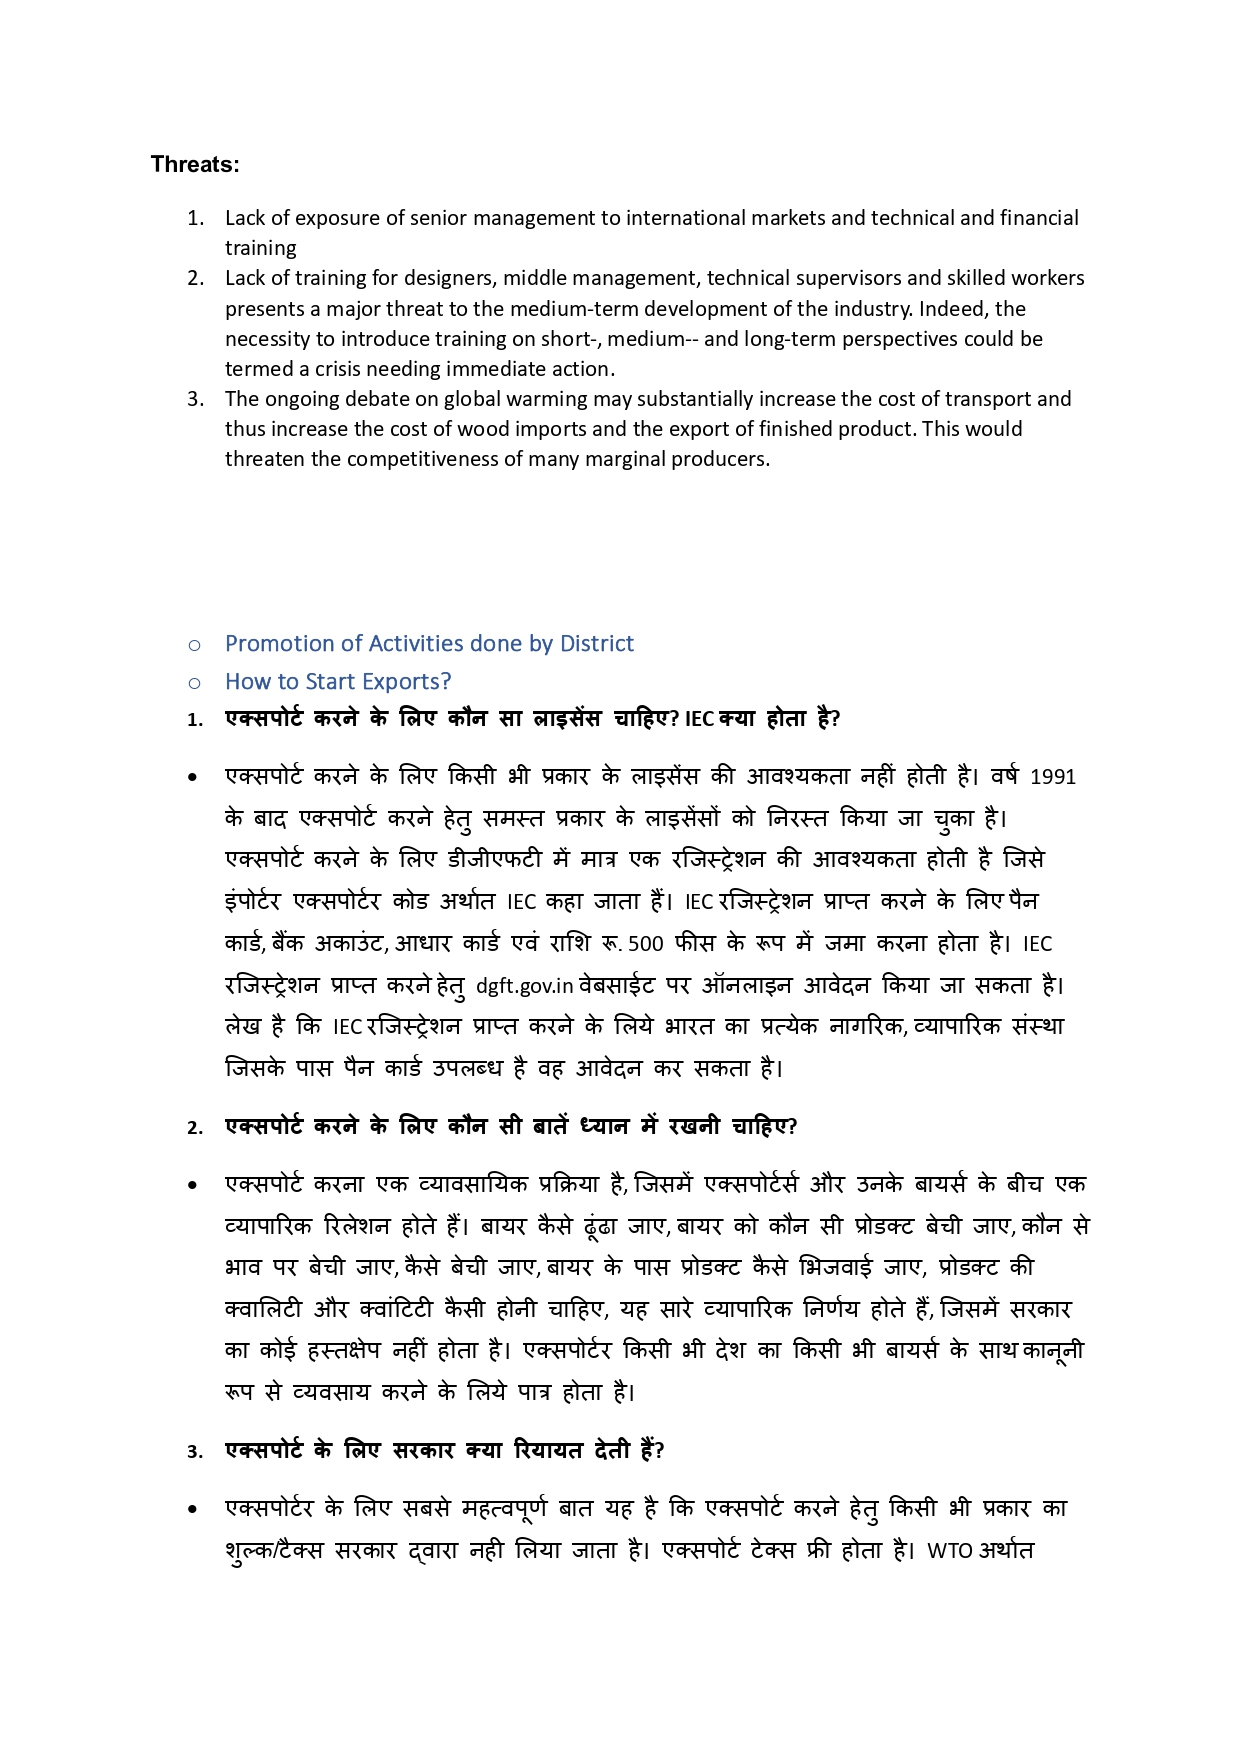 Threats:
1. Lack of exposure of senior management to international markets and technical and financial
training
2. Lack of training for designers, middle management, technical supervisors and skilled workers
presents a major threat to the medium-term development of the industry. Indeed, the
necessity to introduce training on short-, medium-- and long-term perspectives could be
termed a crisis needing immediate action.
3. The ongoing debate on global warming may substantially increase the cost of transport and
thus increase the cost of wood imports and the export of finished product. This would
threaten the competitiveness of many marginal producers.
o Promotion of Activities done by District
o How to Start Exports?
1. एक्सपोर्ट करने के लिए कौन सा लाइसेंस चाहिए? IEC क्या होता है?
• एक्सपोर्ट करने के लिए किसी भी प्रकार के लाइसेंस की आवश्यकता नहीं होती है। वर्ष 1991
के बाद एक्सपोर्ट करने हेतु समस्त प्रकार के लाइसेंसों को निरस्त किया जा चुका है।
एक्सपोर्ट करने के लिए डीजीएफटी में मात्र एक रजिस्ट्रेशन की आवश्यकता होती है जिसे
इंपोर्टर एक्सपोर्टर कोड अर्थात IEC कहा जाता हैं। IEC रजिस्ट्रेशन प्राप्त करने के लिए पैन
कार्ड, बैंक अकाउंट, आधार कार्ड एवं राशि रू. 500 फीस के रूप में जमा करना होता है। IEC
रजिस्ट्रेशन प्राप्त करने हेतु dgft.gov.in वेबसाईट पर ऑनलाइन आवेदन किया जा सकता है।
लेख है कि IEC रजिस्ट्रेशन प्राप्त करने के लिये भारत का प्रत्येक नागरिक, व्यापारिक संस्था
जिसके पास पैन कार्ड उपलब्ध है वह आवेदन कर सकता है।
2. एक्सपोर्ट करने के लिए कौन सी बातें ध्यान में रखनी चाहिए?
• एक्सपोर्ट करना एक व्यावसायिक प्रक्रिया है, जिसमें एक्सपोर्टर्स और उनके बायर्स के बीच एक
व्यापारिक रिलेशन होते हैं। बायर कैसे ढूंढा जाए, बायर को कौन सी प्रोडक्ट बेची जाए, कौन से
भाव पर बेची जाए, कैसे बेची जाए, बायर के पास प्रोडक्ट कैसे भिजवाई जाए, प्रोडक्ट की
क्वालिटी और क्वांटिटी कैसी होनी चाहिए, यह सारे व्यापारिक निर्णय होते हैं, जिसमें सरकार
का कोई हस्तक्षेप नहीं होता है। एक्सपोर्टर किसी भी देश का किसी भी बायर्स के साथ कानूनी
रूप से व्यवसाय करने के लिये पात्र होता है।
3. एक्सपोर्ट के लिए सरकार क्या रियायत देती हैं?
• एक्सपोर्टर के लिए सबसे महत्वपूर्ण बात यह है कि एक्सपोर्ट करने हेतु किसी भी प्रकार का
शुल्क/टैक्स सरकार द्वारा नही लिया जाता है। एक्सपोर्ट टेक्स फ्री होता है। WTO अर्थात